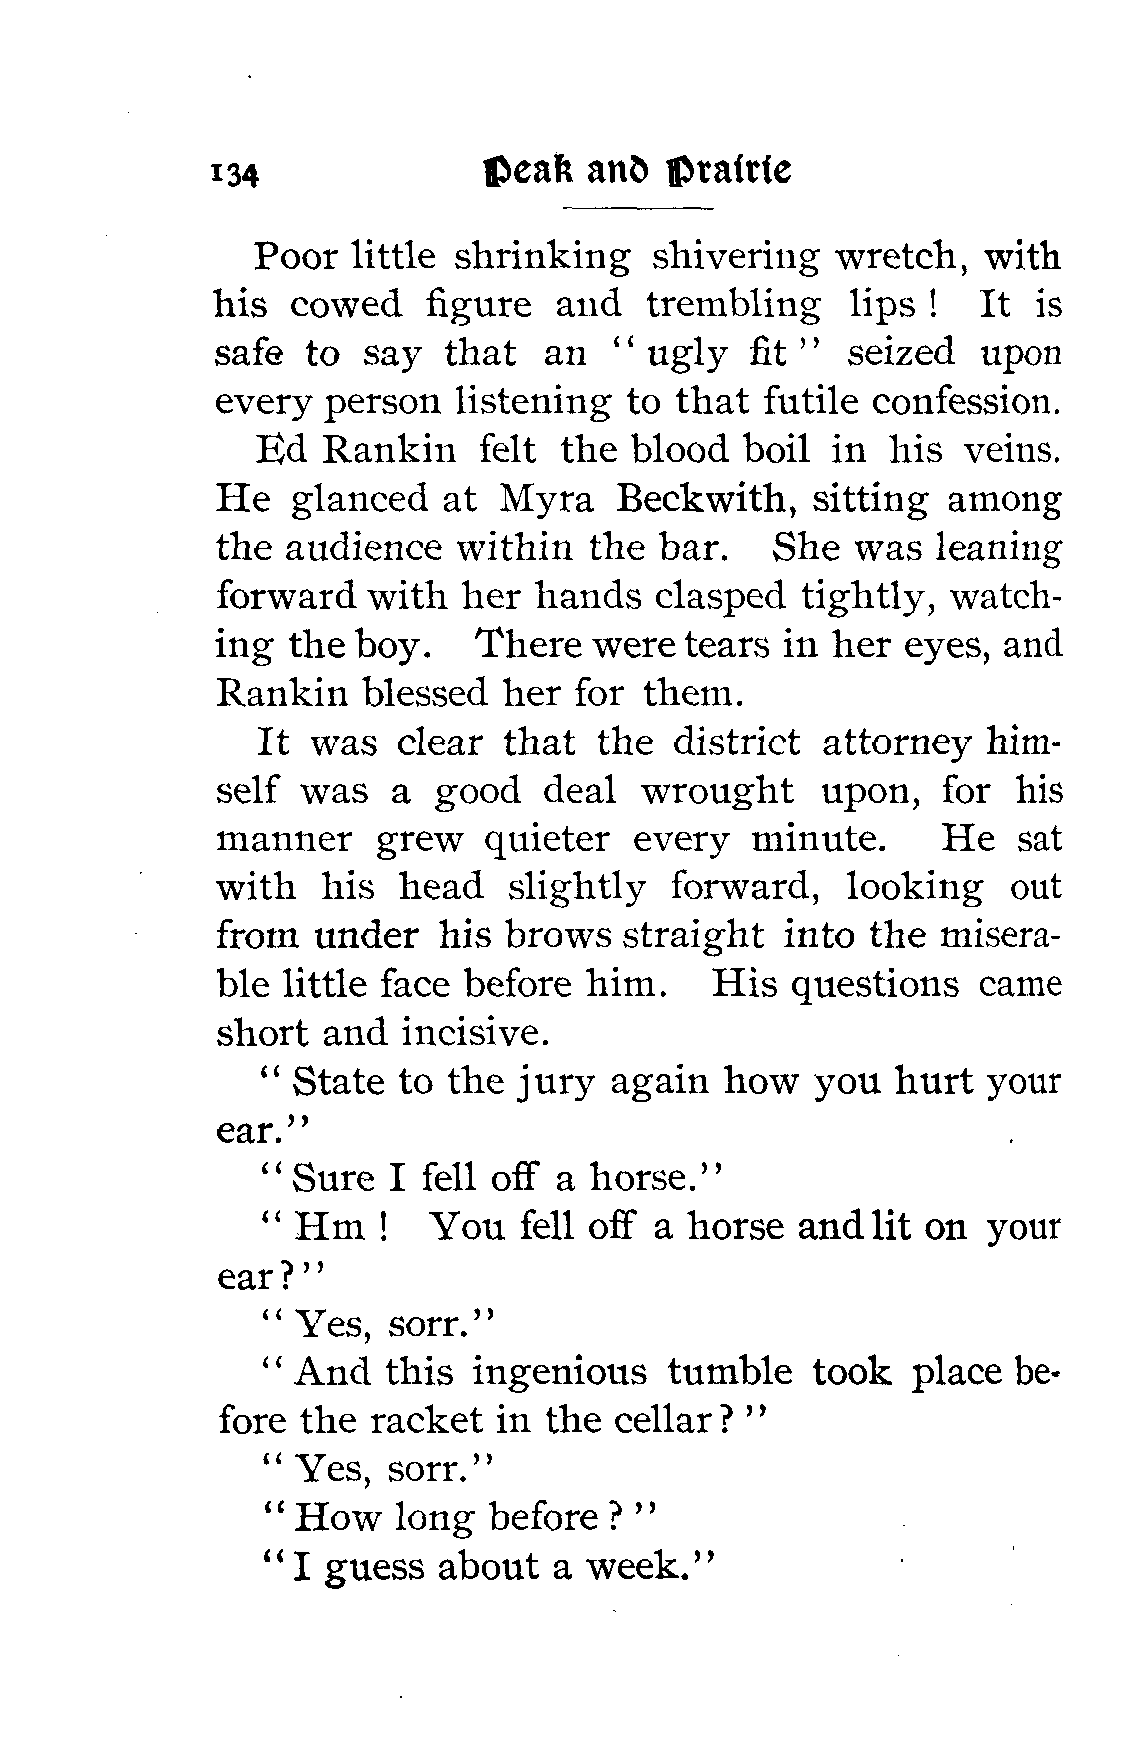 134 Peak and Prairie
Poor little shrinking shivering wretch, with
his cowed figure and trembling lips ! It is
safe to say that an " ugly fit " seized upon
every person listening to that futile confession.
Ed Rankin felt the blood boil in his veins.
He glanced at Myra Beckwith, sitting among
the audience within the bar. She was leaning
forward with her hands clasped tightly, watch-
ing the boy. There were tears in her eyes, and
Rankin blessed her for them.
It was clear that the district attorney him-
self was a good deal wrought upon, for his
manner grew quieter every minute. He sat
with his head slightly forward, looking out
from under his brows straight into the misera-
ble little face before him. His questions came
short and incisive.
" State to the jury again how you hurt your
ear."
" Sure I fell off a horse."
" Hm ! You fell off a horse and lit on your
ear ? "
" Yes, sorr."
" And this ingenious tumble took place be-
fore the racket in the cellar ? "
" Yes, sorr."
" How long before ? "
" I guess about a week."